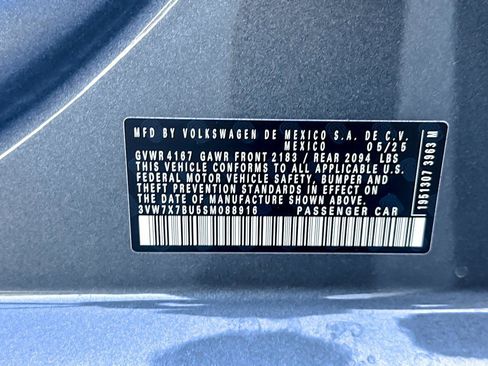 MFD BY VOLKSWAGEN DE MEXICO S.A. DE C.V.
MEXICO 05/25
GVWR 4167 GAWR FRONT 2183 / REAR 2094 LBS
THIS VEHICLE CONFORMS TO ALL APPLICABLE U.S.
FEDERAL MOTOR VEHICLE SAFETY, BUMPER AND
THEFT PREVENTION STANDARDS IN EFFECT ON
THE DATE OF MANUFACTURE SHOWN ABOVE.
3VW7X7BU5SM088916 PASSENGER CAR
1951307 3963 M